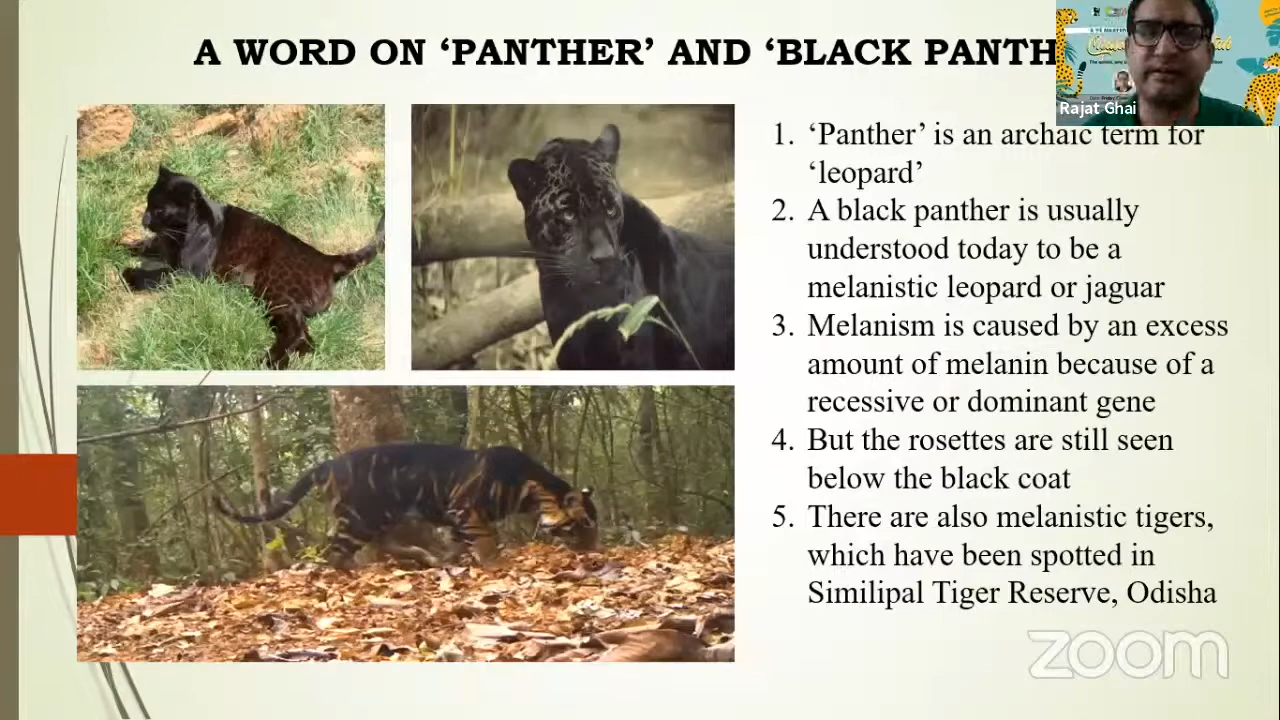 A WORD ON ‘PANTHER’ AND ‘BLACK PANTH
Rajat Ghai
1. ‘Panther’ is an archaic term for
‘leopard’
2. A black panther is usually
understood today to be a
melanistic leopard or jaguar
3. Melanism is caused by an excess
amount of melanin because of a
recessive or dominant gene
4. But the rosettes are still seen
below the black coat
5. There are also melanistic tigers,
which have been spotted in
Similipal Tiger Reserve, Odisha
zoom